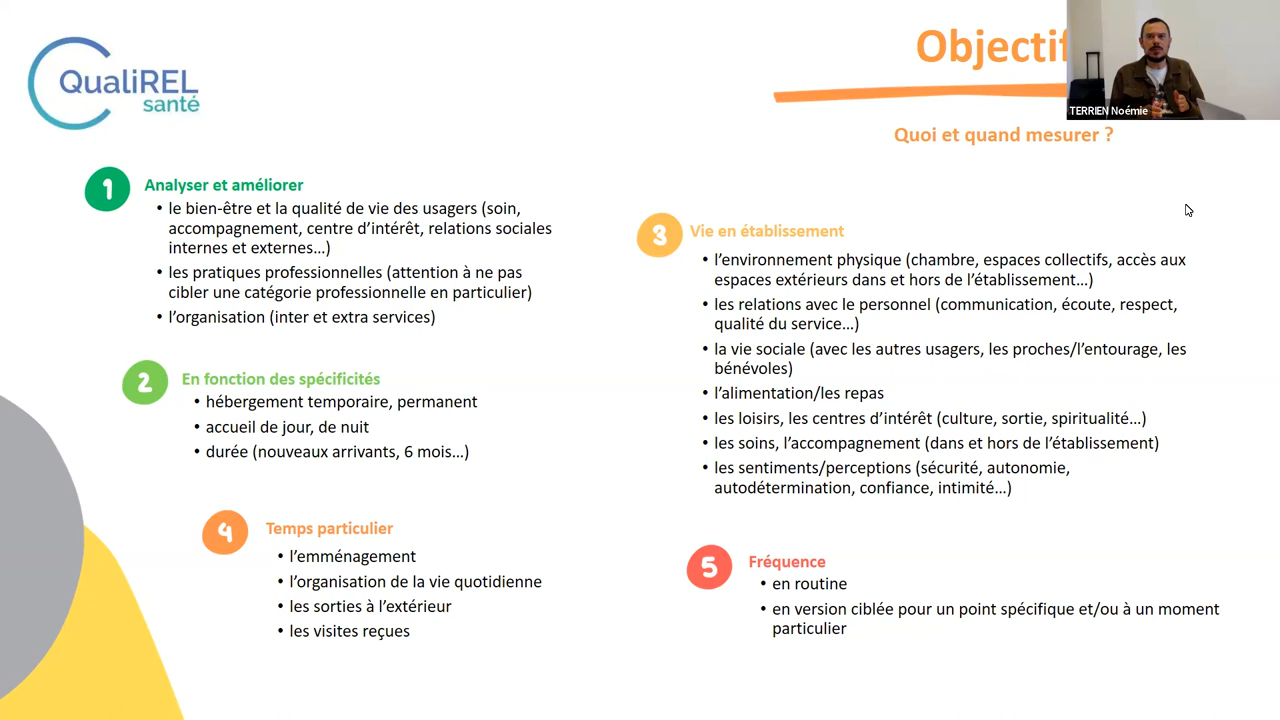 QualiREL
santé
Objectif
TERRIEN Noémie
Quoi et quand mesurer ?
1
Analyser et améliorer
• le bien-être et la qualité de vie des usagers (soin,
accompagnement, centre d’intérêt, relations sociales
internes et externes…)
• les pratiques professionnelles (attention à ne pas
cibler une catégorie professionnelle en particulier)
• l’organisation (inter et extra services)
2
En fonction des spécificités
• hébergement temporaire, permanent
• accueil de jour, de nuit
• durée (nouveaux arrivants, 6 mois…)
3
Vie en établissement
• l’environnement physique (chambre, espaces collectifs, accès aux
espaces extérieurs dans et hors de l’établissement…)
• les relations avec le personnel (communication, écoute, respect,
qualité du service…)
• la vie sociale (avec les autres usagers, les proches/l’entourage, les
bénévoles)
• l’alimentation/les repas
• les loisirs, les centres d’intérêt (culture, sortie, spiritualité…)
• les soins, l’accompagnement (dans et hors de l’établissement)
• les sentiments/perceptions (sécurité, autonomie,
autodétermination, confiance, intimité…)
4
Temps particulier
• l’emménagement
• l’organisation de la vie quotidienne
• les sorties à l’extérieur
• les visites reçues
5
Fréquence
• en routine
• en version ciblée pour un point spécifique et/ou à un moment
particulier